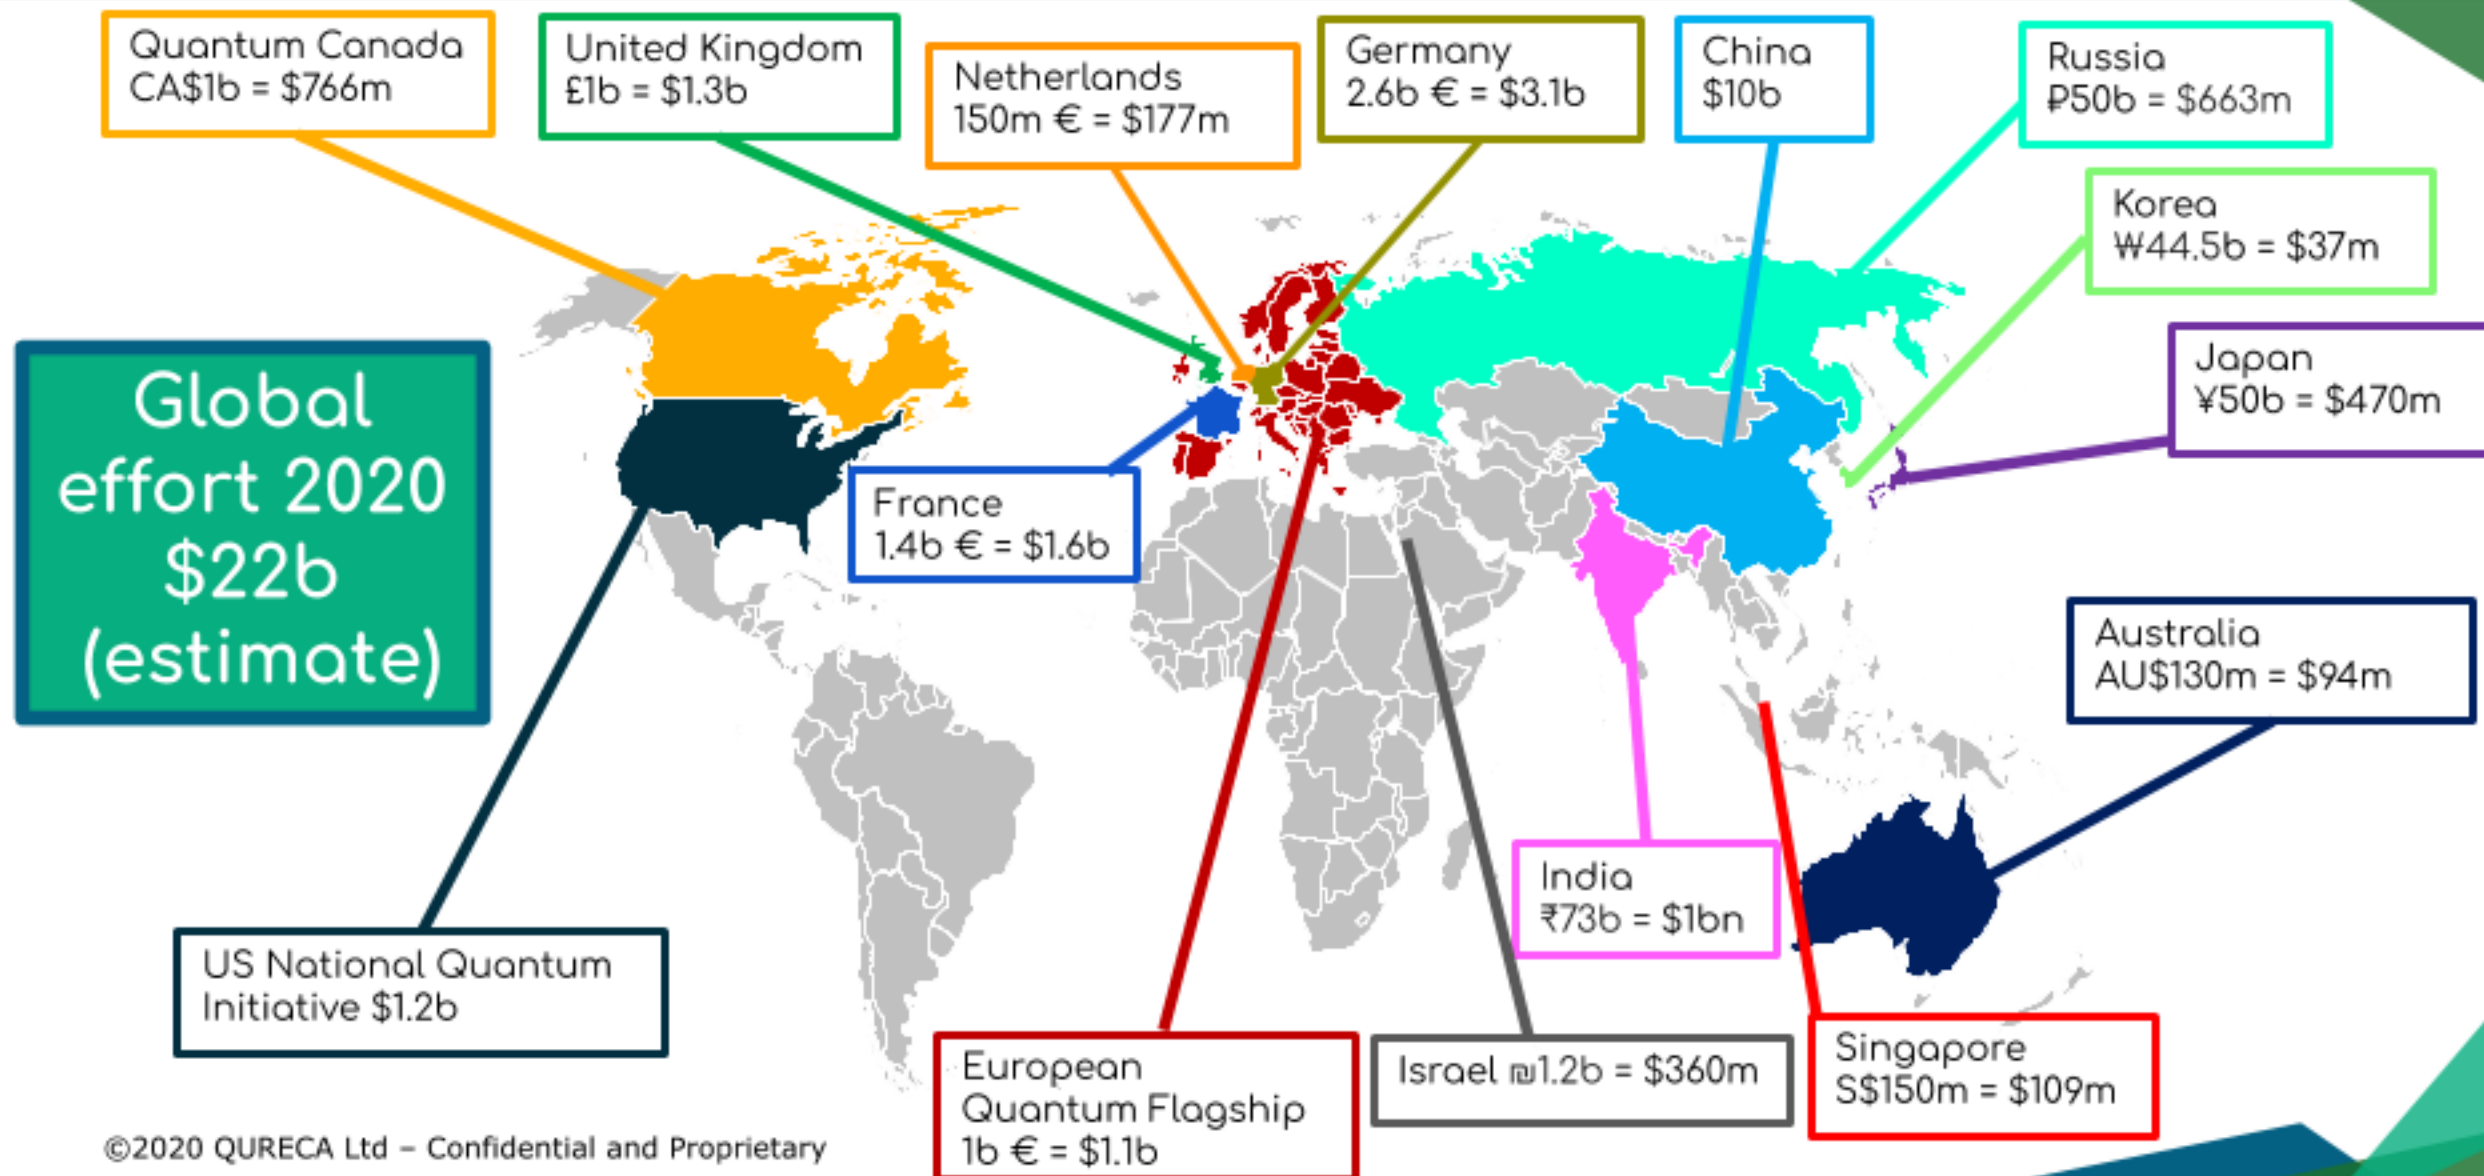 Quantum Canada
CA$1b = $766m
United Kingdom
£1b = $1.3b
Netherlands
150m € = $177m
Germany
2.6b € = $3.1b
China
$10b
Russia
₽50b = $663m
Korea
₩44.5b = $37m
Japan
¥50b = $470m
Global
effort 2020
$22b
(estimate)
France
1.4b € = $1.6b
Australia
AU$130m = $94m
India
₹73b = $1bn
US National Quantum
Initiative $1.2b
European
Quantum Flagship
1b € = $1.1b
Israel ₪1.2b = $360m
Singapore
S$150m = $109m
©2020 QURECA Ltd – Confidential and Proprietary